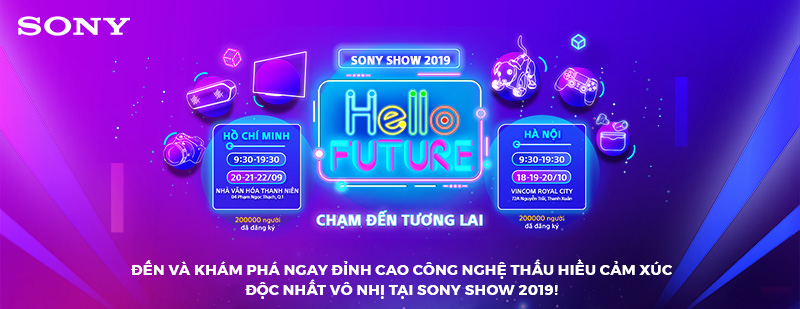 SONY
SONY SHOW 2019
Hello
FUTURE
CHẠM ĐẾN TƯƠNG LAI
HỒ CHÍ MINH
9:30-19:30
20-21-22/09
NHÀ VĂN HÓA THANH NIÊN
04 Phạm Ngọc Thạch, Q.1
200000 người
đã đăng ký
HÀ NỘI
9:30-19:30
18-19-20/10
VINCOM ROYAL CITY
72A Nguyễn Trãi, Thanh Xuân
200000 người
đã đăng ký
ĐẾN VÀ KHÁM PHÁ NGAY ĐỈNH CAO CÔNG NGHỆ THẤU HIỂU CẢM XÚC
ĐỘC NHẤT VÔ NHỊ TẠI SONY SHOW 2019!